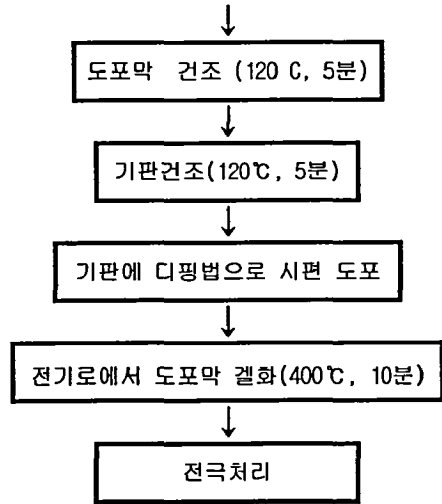 도포막 건조 (120 C, 5분)
기판건조(120℃, 5분)
기판에 디핑법으로 시편 도포
전기로에서 도포막 겔화(400℃, 10분)
전극처리